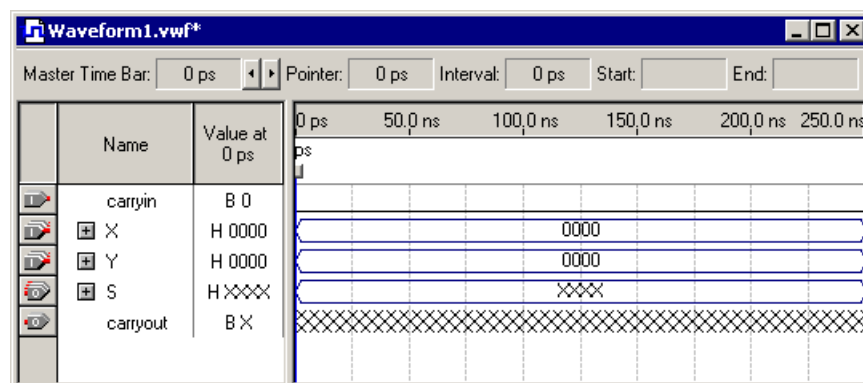 Waveform1.vwf*
Master Time Bar: 0 ps Pointer: 0 ps Interval: 0 ps Start: End:
Name Value at 0 ps 0 ps 50.0 ns 100.0 ns 150.0 ns 200.0 ns 250.0 ns
ps
carryin B 0
X H 0000 0000
Y H 0000 0000
S H XXXX XXXX
carryout B X